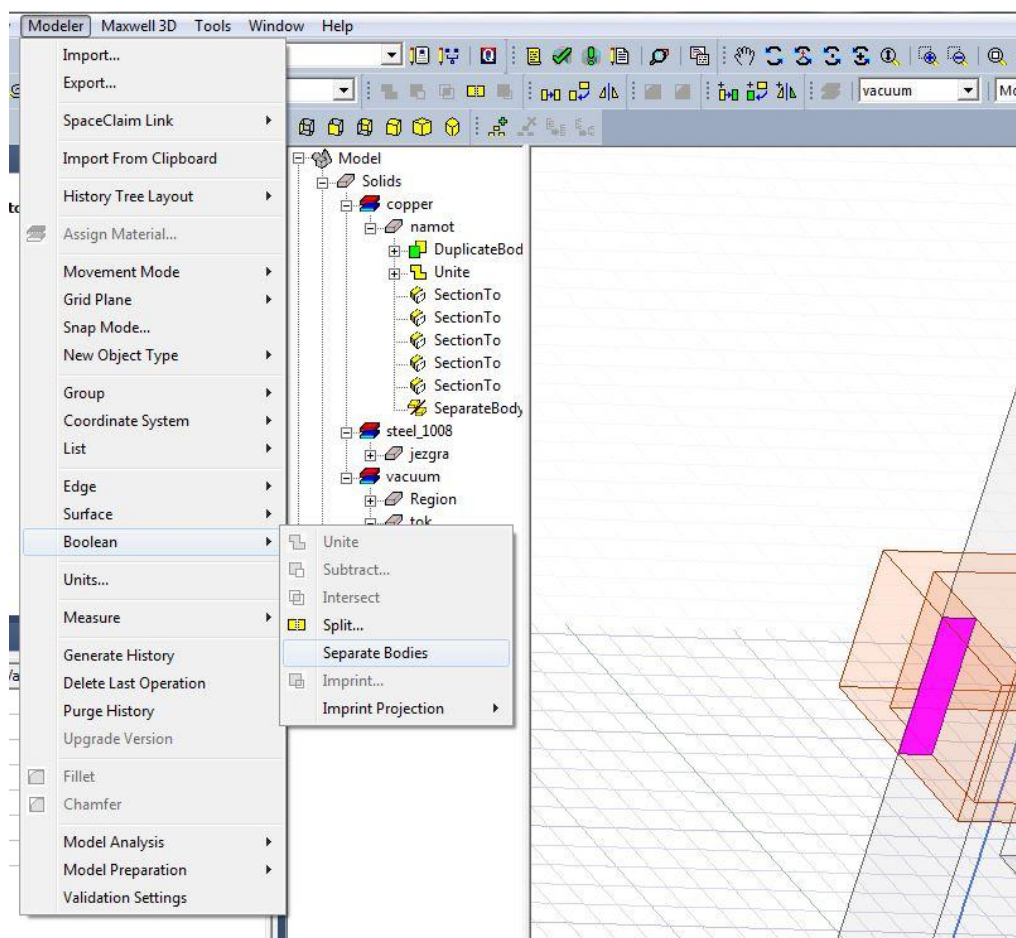 Modeler Maxwell 3D Tools Window Help
vacuum
Import...
Export...
SpaceClaim Link
Import From Clipboard
History Tree Layout
Assign Material...
Movement Mode
Grid Plane
Snap Mode...
New Object Type
Group
Coordinate System
List
Edge
Surface
Boolean
Units...
Measure
Generate History
Delete Last Operation
Purge History
Upgrade Version
Fillet
Chamfer
Model Analysis
Model Preparation
Validation Settings
Model
Solids
copper
namot
DuplicateBod
Unite
SectionTo
SectionTo
SectionTo
SectionTo
SectionTo
SeparateBody
steel_1008
jezgra
vacuum
Region
tok
Unite
Subtract...
Intersect
Split...
Separate Bodies
Imprint...
Imprint Projection